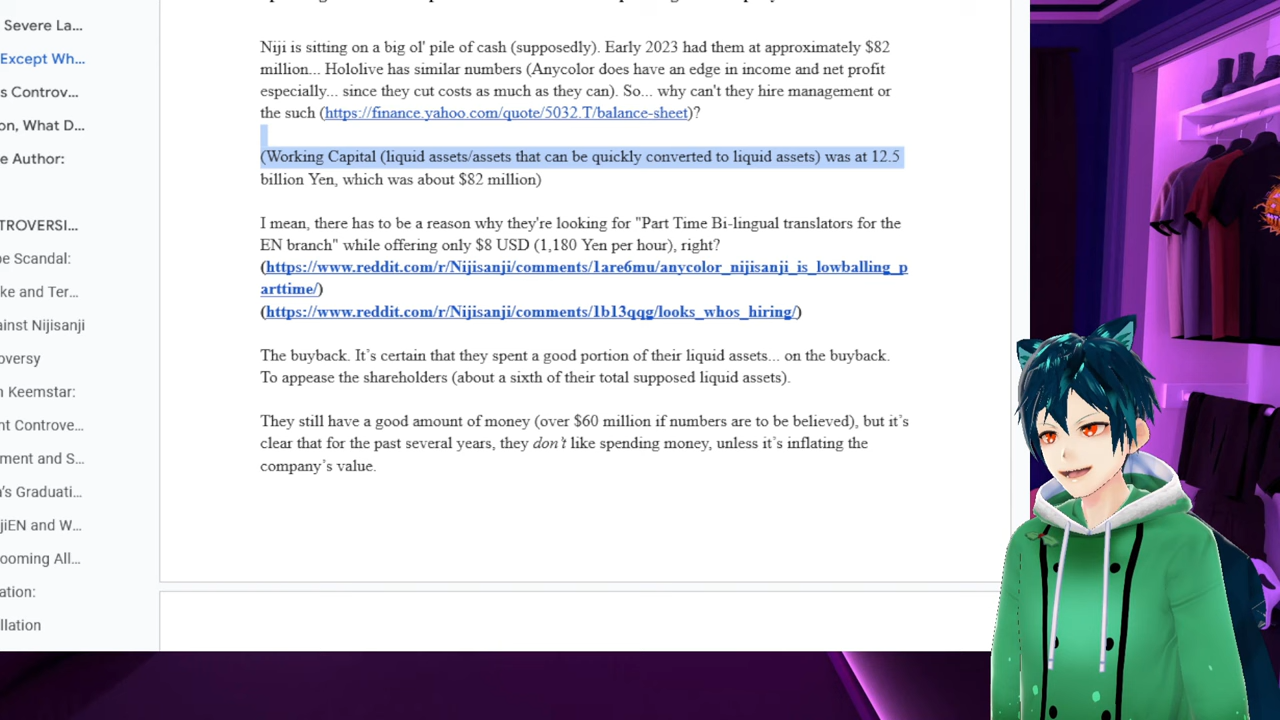 Severe La...
Except Wh...
s Controv...
on, What D...
e Author:
TROVERSI...
pe Scandal:
ke and Ter...
ainst Nijisanji
oversy
n Keemstar:
nt Controve...
ment and S...
a's Graduati...
jiEN and W...
ooming All...
ation:
llation
Niji is sitting on a big ol' pile of cash (supposedly). Early 2023 had them at approximately $82
million... Hololive has similar numbers (Anycolor does have an edge in income and net profit
especially... since they cut costs as much as they can). So... why can't they hire management or
the such (https://finance.yahoo.com/quote/5032.T/balance-sheet)?
(Working Capital (liquid assets/assets that can be quickly converted to liquid assets) was at 12.5
billion Yen, which was about $82 million)
I mean, there has to be a reason why they're looking for "Part Time Bi-lingual translators for the
EN branch" while offering only $8 USD (1,180 Yen per hour), right?
(https://www.reddit.com/r/Nijisanji/comments/1are6mu/anycolor_nijisanji_is_lowballing_p
arttime/)
(https://www.reddit.com/r/Nijisanji/comments/1b13qqg/looks_whos_hiring/)
The buyback. It's certain that they spent a good portion of their liquid assets... on the buyback.
To appease the shareholders (about a sixth of their total supposed liquid assets).
They still have a good amount of money (over $60 million if numbers are to be believed), but it's
clear that for the past several years, they don't like spending money, unless it's inflating the
company's value.